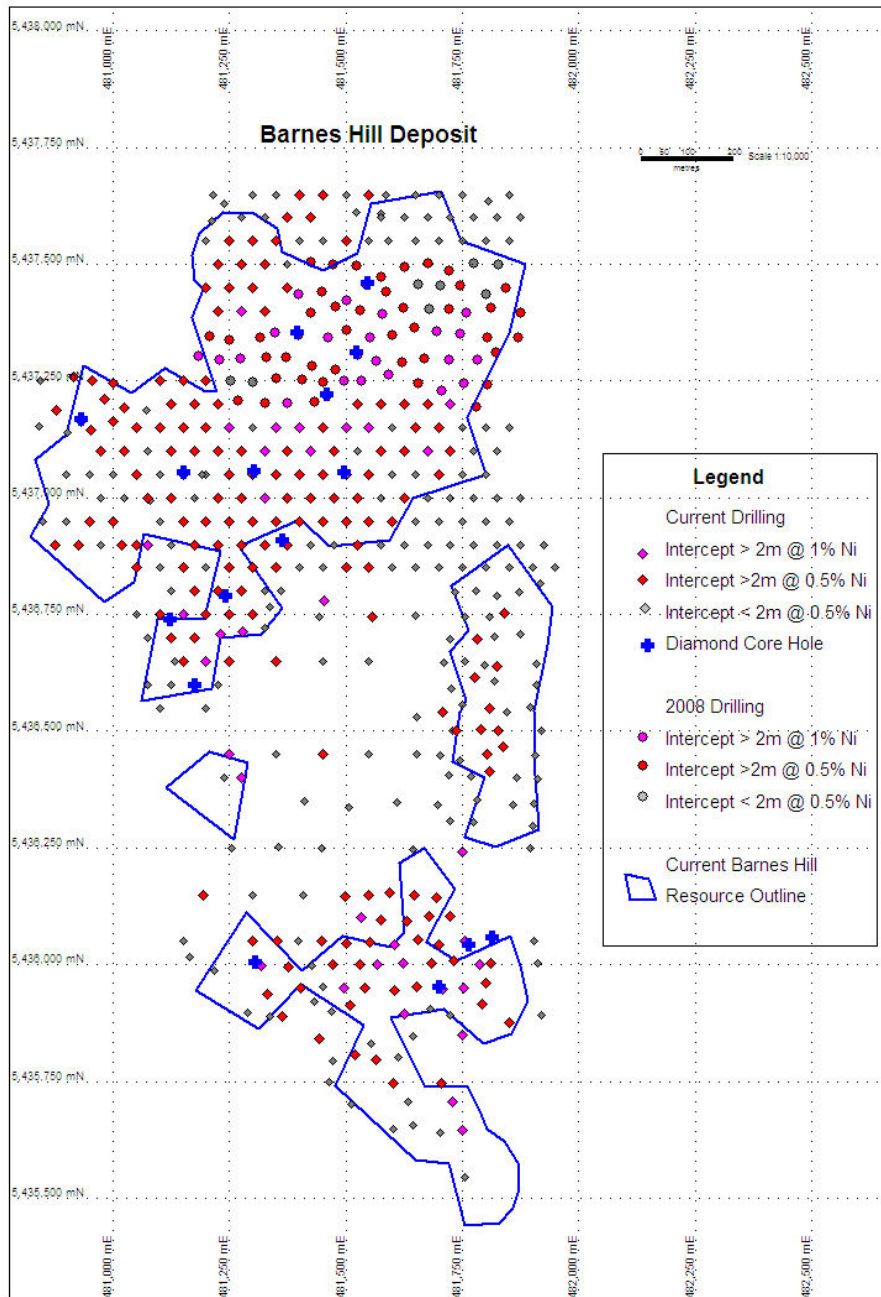 5,438,000 mN
481,000 mE
481,250 mE
481,500 mE
481,750 mE
482,000 mE
482,250 mE
482,500 mE
5,437,750 mN
Barnes Hill Deposit
0 50 100 200
Scale 1:10,000
metres
5,437,500 mN
5,437,250 mN
5,437,000 mN
Legend
Current Drilling
Intercept > 2m @ 1% Ni
Intercept >2m @ 0.5% Ni
Intercept < 2m @ 0.5% Ni
Diamond Core Hole
5,436,750 mN
2008 Drilling
Intercept > 2m @ 1% Ni
Intercept >2m @ 0.5% Ni
Intercept < 2m @ 0.5% Ni
5,436,500 mN
5,436,250 mN
Current Barnes Hill
Resource Outline
5,436,000 mN
5,435,750 mN
5,435,500 mN
481,000 mE
481,250 mE
481,500 mE
481,750 mE
482,000 mE
482,250 mE
482,500 mE